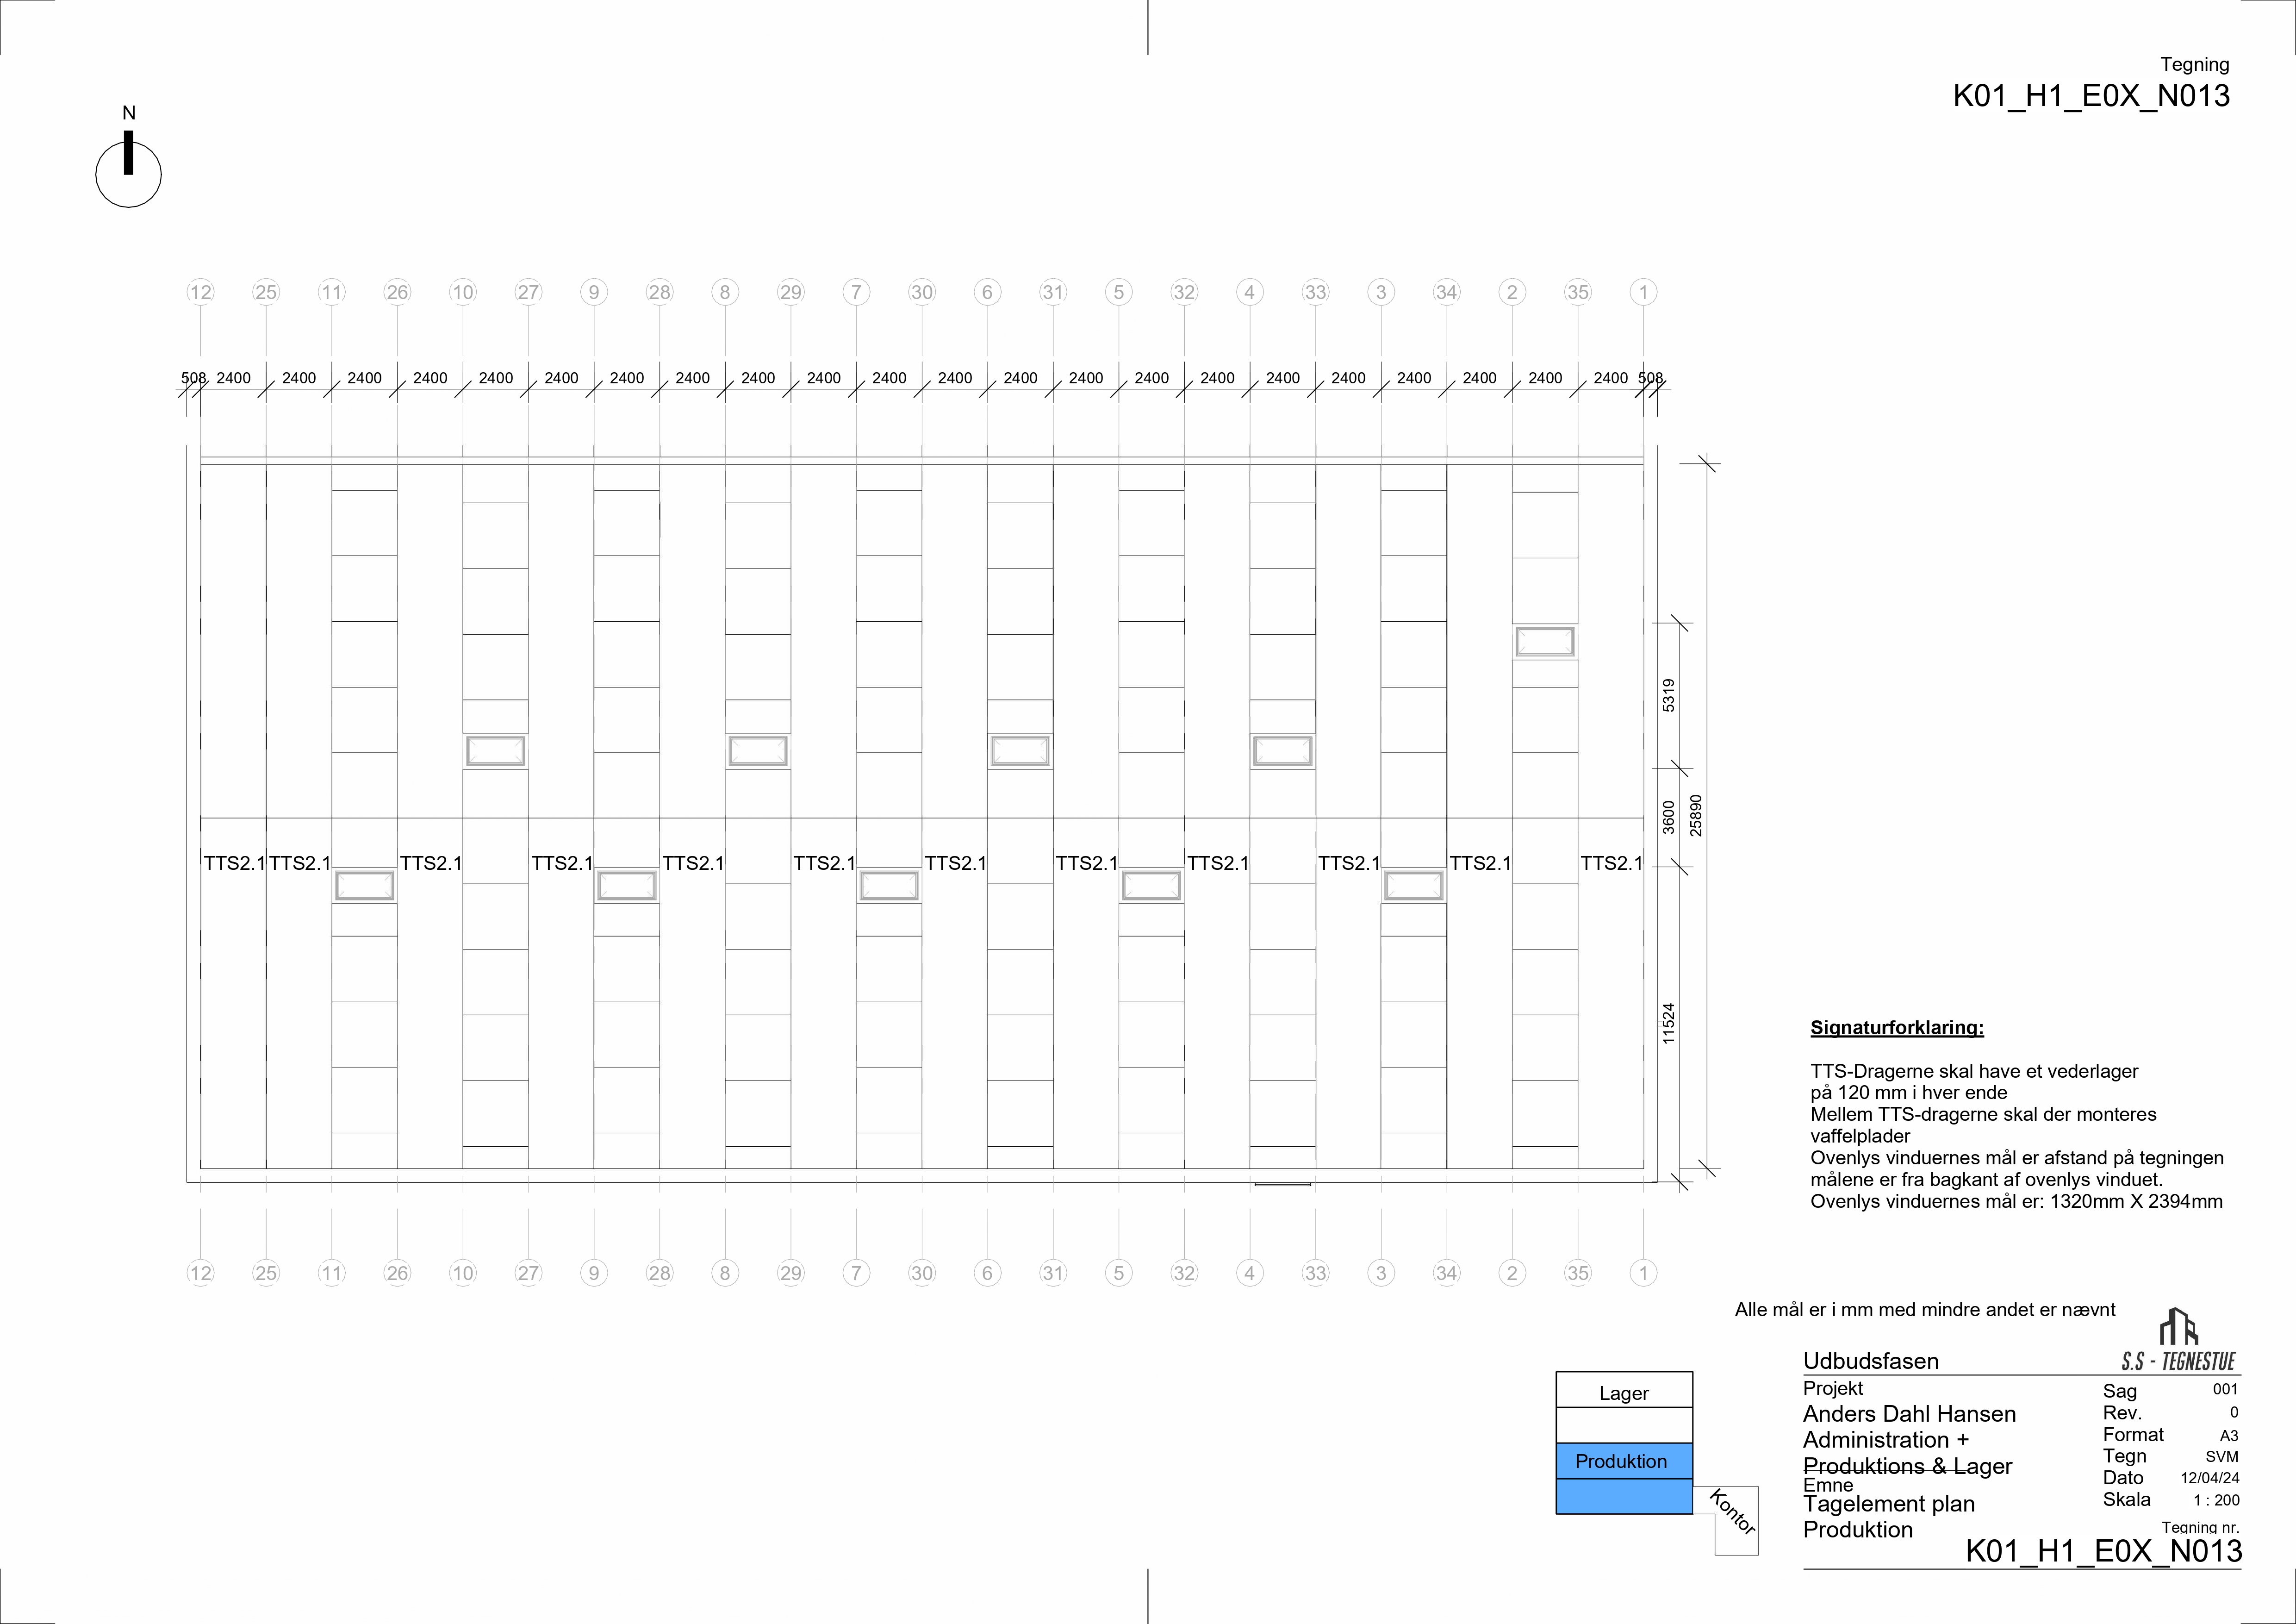 Tegning
K01_H1_E0X_N013
N
12 25 11 26 10 27 9 28 8 29 7 30 6 31 5 32 4 33 3 34 2 35 1
508 2400 2400 2400 2400 2400 2400 2400 2400 2400 2400 2400 2400 2400 2400 2400 2400 2400 2400 2400 2400 2400 2400 508
5319
3600
25890
TTS2.1 TTS2.1 TTS2.1 TTS2.1 TTS2.1 TTS2.1 TTS2.1 TTS2.1 TTS2.1 TTS2.1 TTS2.1 TTS2.1
11524
Signaturforklaring:
TTS-Dragerne skal have et vederlager
på 120 mm i hver ende
Mellem TTS-dragerne skal der monteres
vaffelplader
Ovenlys vinduernes mål er afstand på tegningen
målene er fra bagkant af ovenlys vinduet.
Ovenlys vinduernes mål er: 1320mm X 2394mm
12 25 11 26 10 27 9 28 8 29 7 30 6 31 5 32 4 33 3 34 2 35 1
Alle mål er i mm med mindre andet er nævnt
S.S - TEGNESTUE
Lager
Produktion
Kontor
Udbudsfasen
Projekt
Anders Dahl Hansen
Administration +
Produktions & Lager
Emne
Tagelement plan
Produktion
Sag 001
Rev. 0
Format A3
Tegn SVM
Dato 12/04/24
Skala 1 : 200
Tegning nr.
K01_H1_E0X_N013